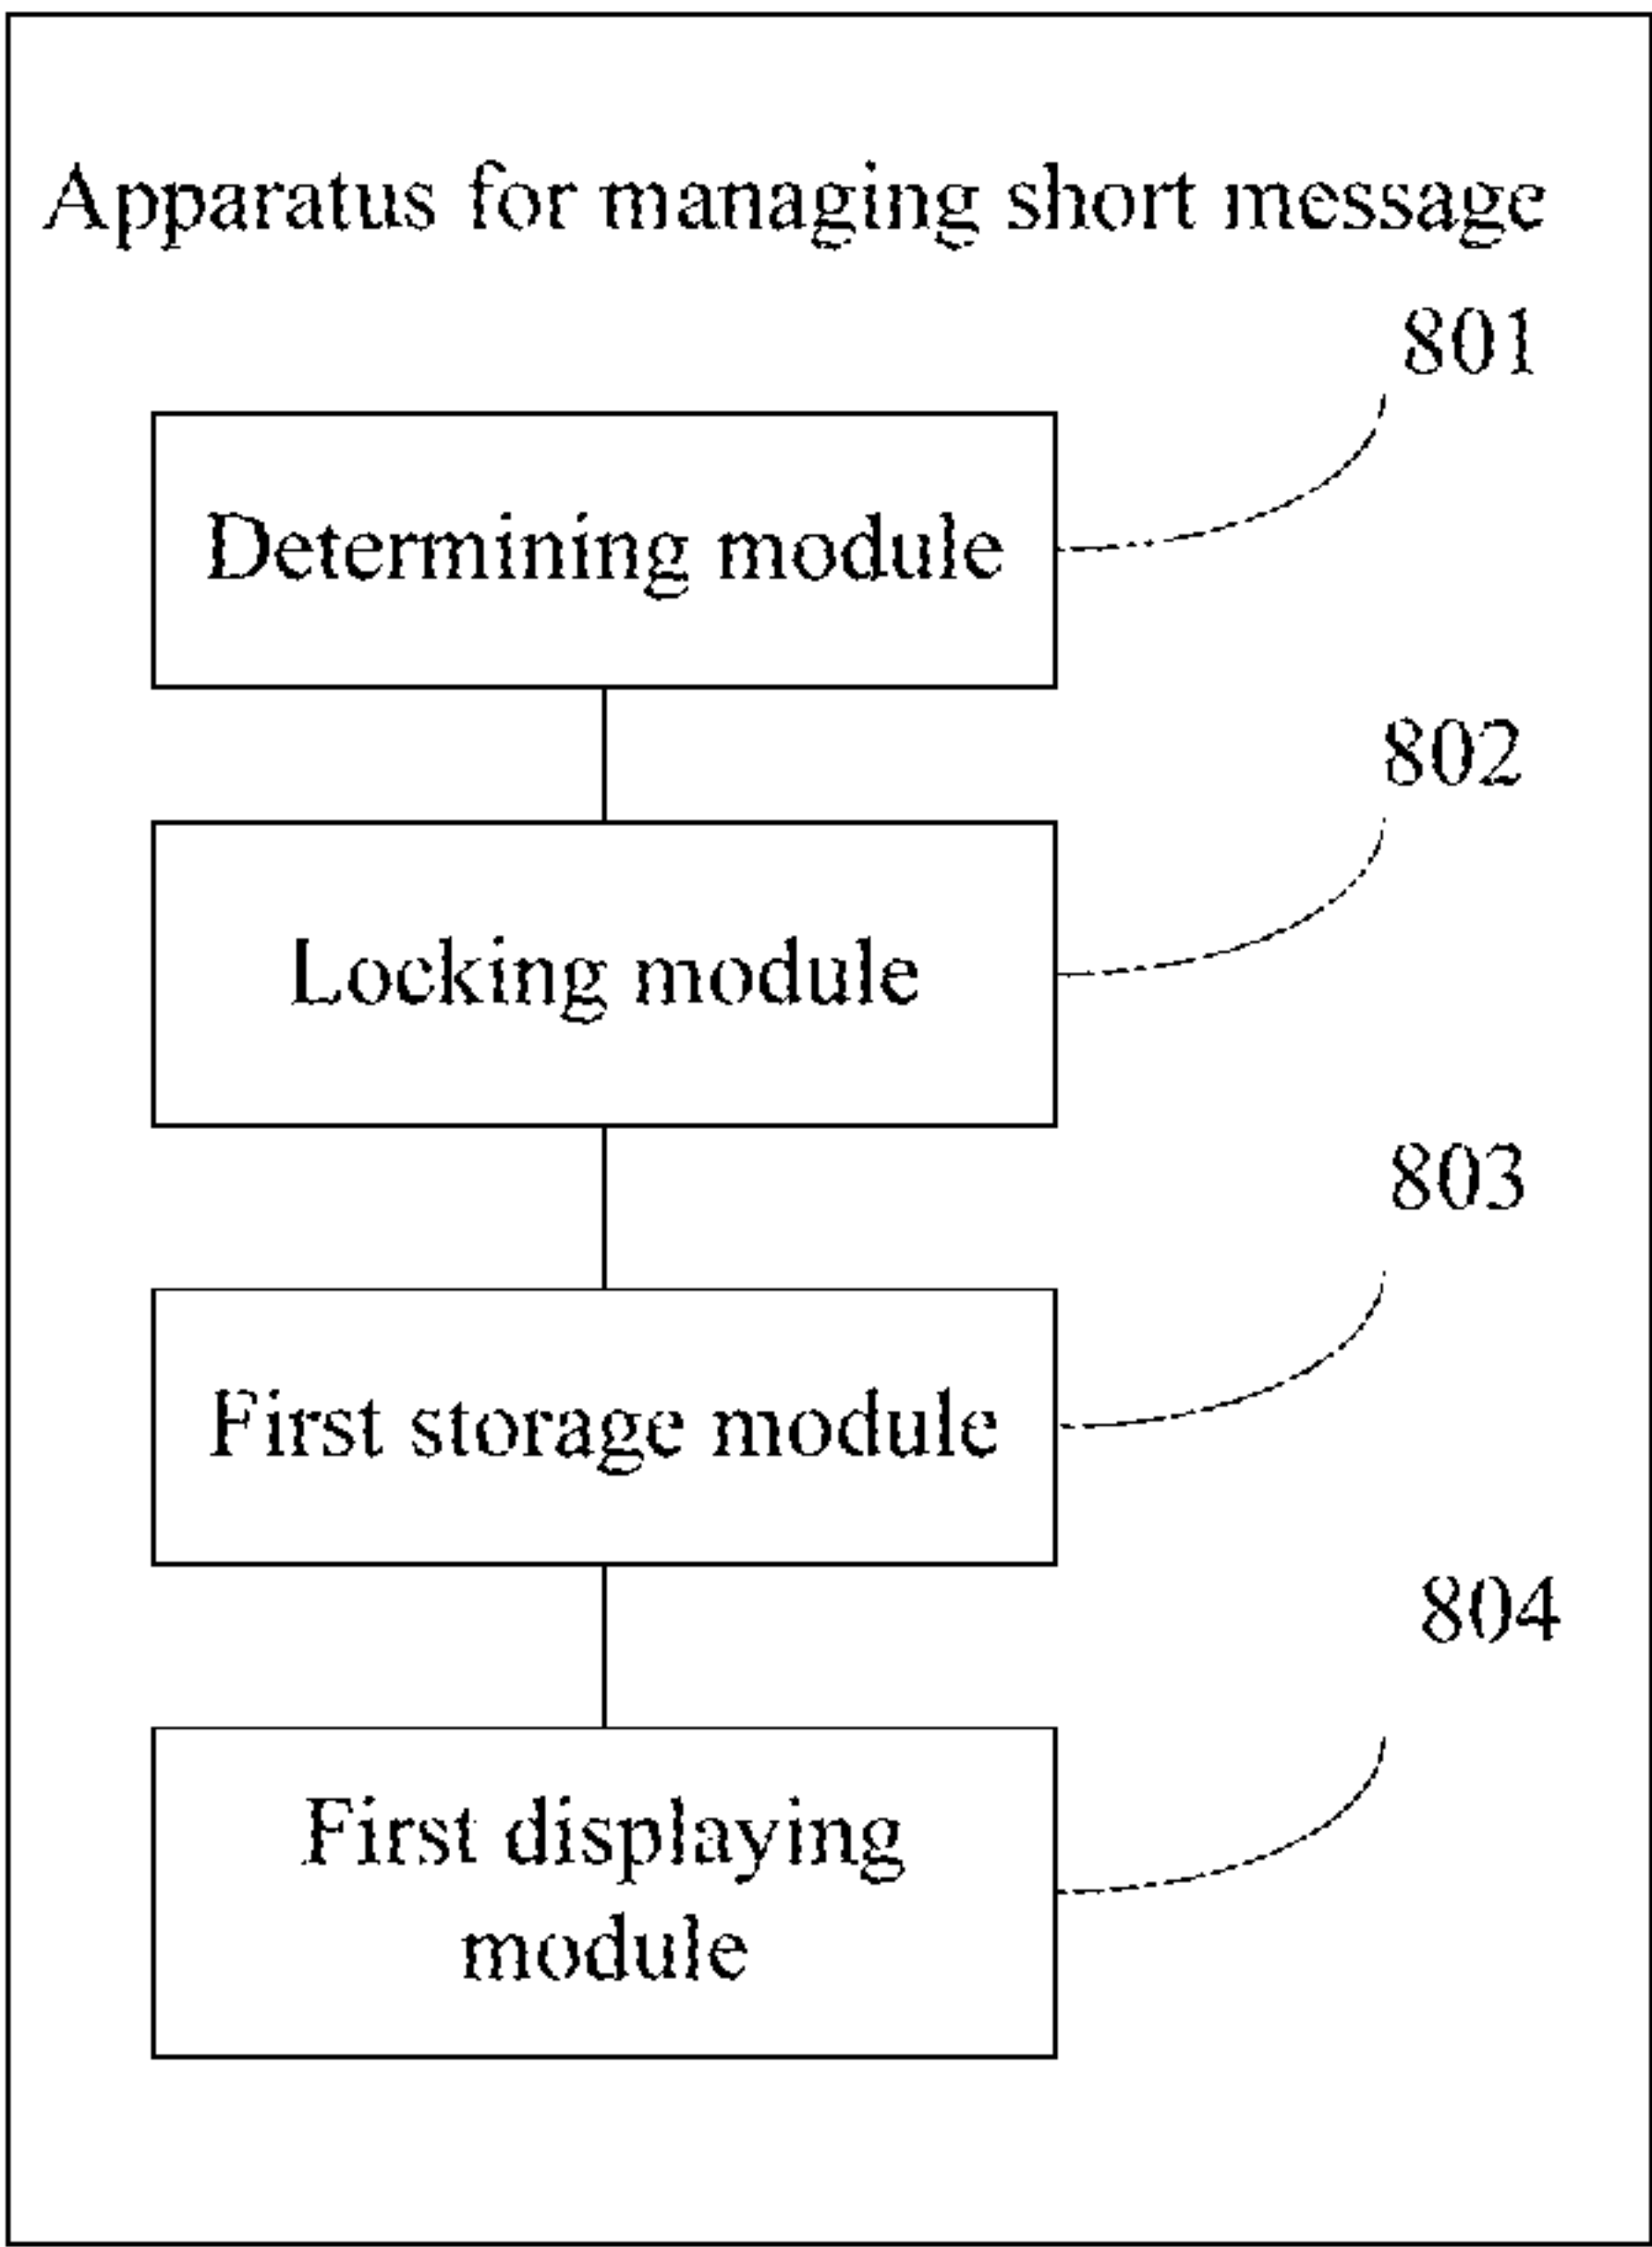 Apparatus for managing short message
801
Determining module
802
Locking module
803
First storage module
804
First displaying
module